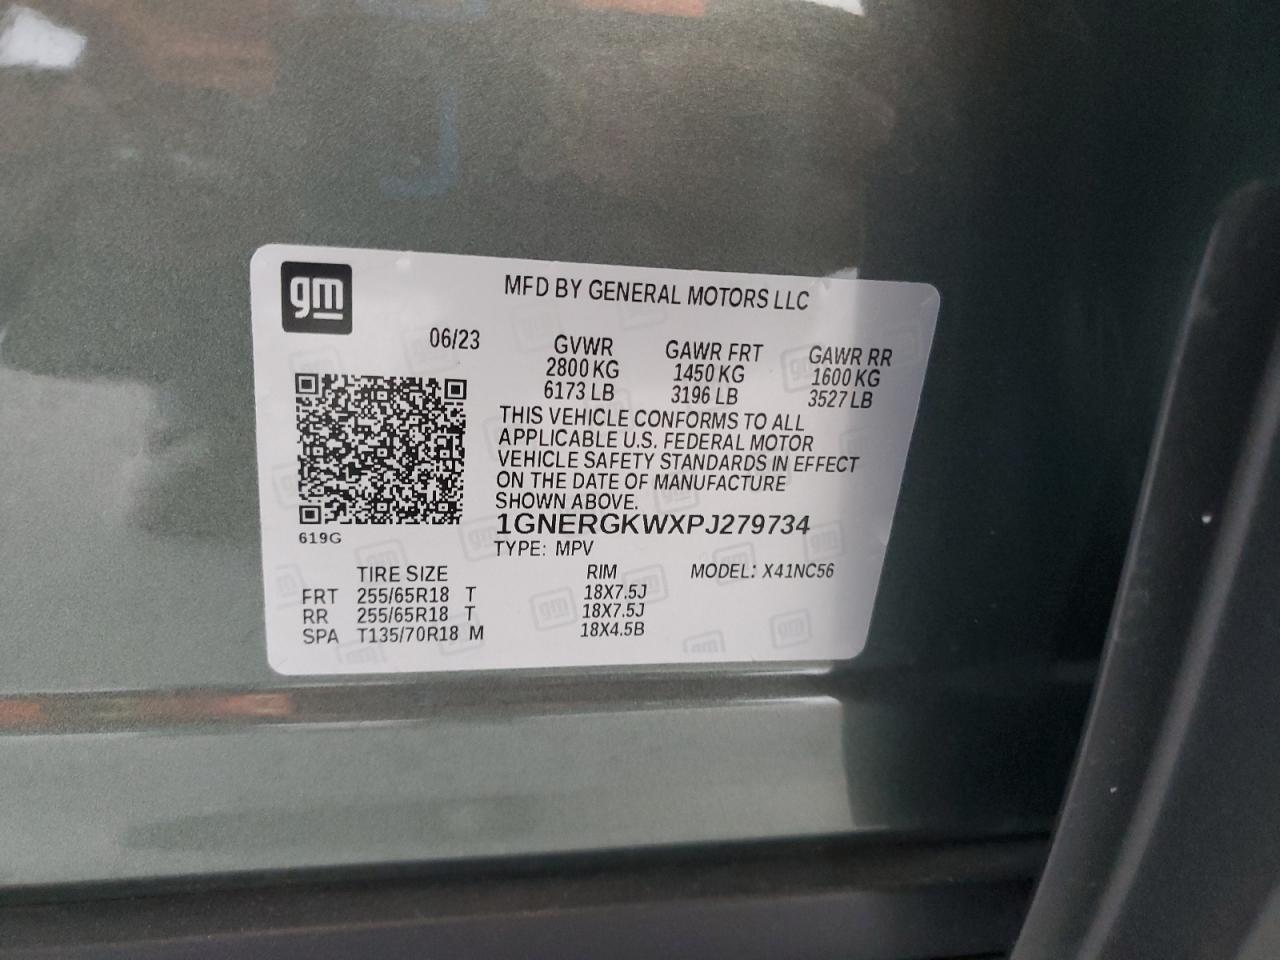 gm
MFD BY GENERAL MOTORS LLC
06/23
GVWR GAWR FRT GAWR RR
2800 KG 1450 KG 1600 KG
6173 LB 3196 LB 3527 LB
THIS VEHICLE CONFORMS TO ALL
APPLICABLE U.S. FEDERAL MOTOR
VEHICLE SAFETY STANDARDS IN EFFECT
ON THE DATE OF MANUFACTURE
SHOWN ABOVE.
1GNERGKWXPJ279734
619G
TYPE: MPV
TIRE SIZE RIM MODEL: X41NC56
FRT 255/65R18 T 18X7.5J
RR 255/65R18 T 18X7.5J
SPA T135/70R18 M 18X4.5B